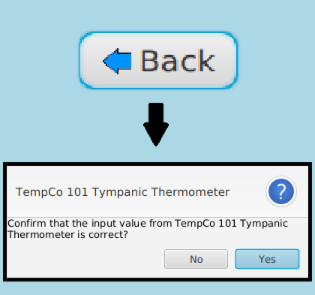 Back
TempCo 101 Tympanic Thermometer
?
Confirm that the input value from TempCo 101 Tympanic
Thermometer is correct?
No
Yes